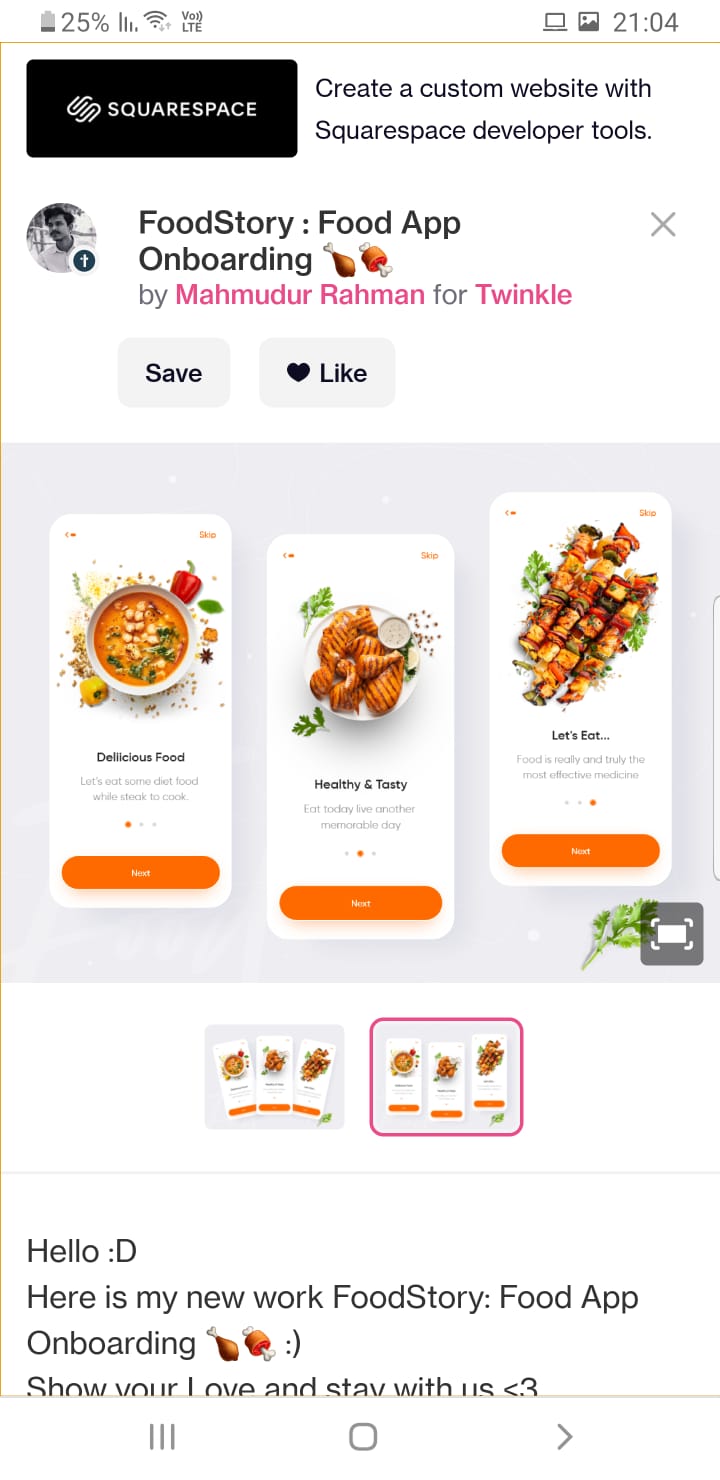 25%
Vo))
LTE
21:04
SQUARESPACE
Create a custom website with
Squarespace developer tools.
FoodStory : Food App
Onboarding 🍗🍖
by Mahmudur Rahman for Twinkle
Save
Like
Skip
Delilcious Food
Let's eat some diet food
while steak to cook.
Next
Skip
Healthy & Tasty
Eat today live another
memorable day
Next
Skip
Let's Eat...
Food is really and truly the
most effective medicine
Next
Hello :D
Here is my new work FoodStory: Food App
Onboarding 🍗🍖 :)
Show your Love and stay with us <3